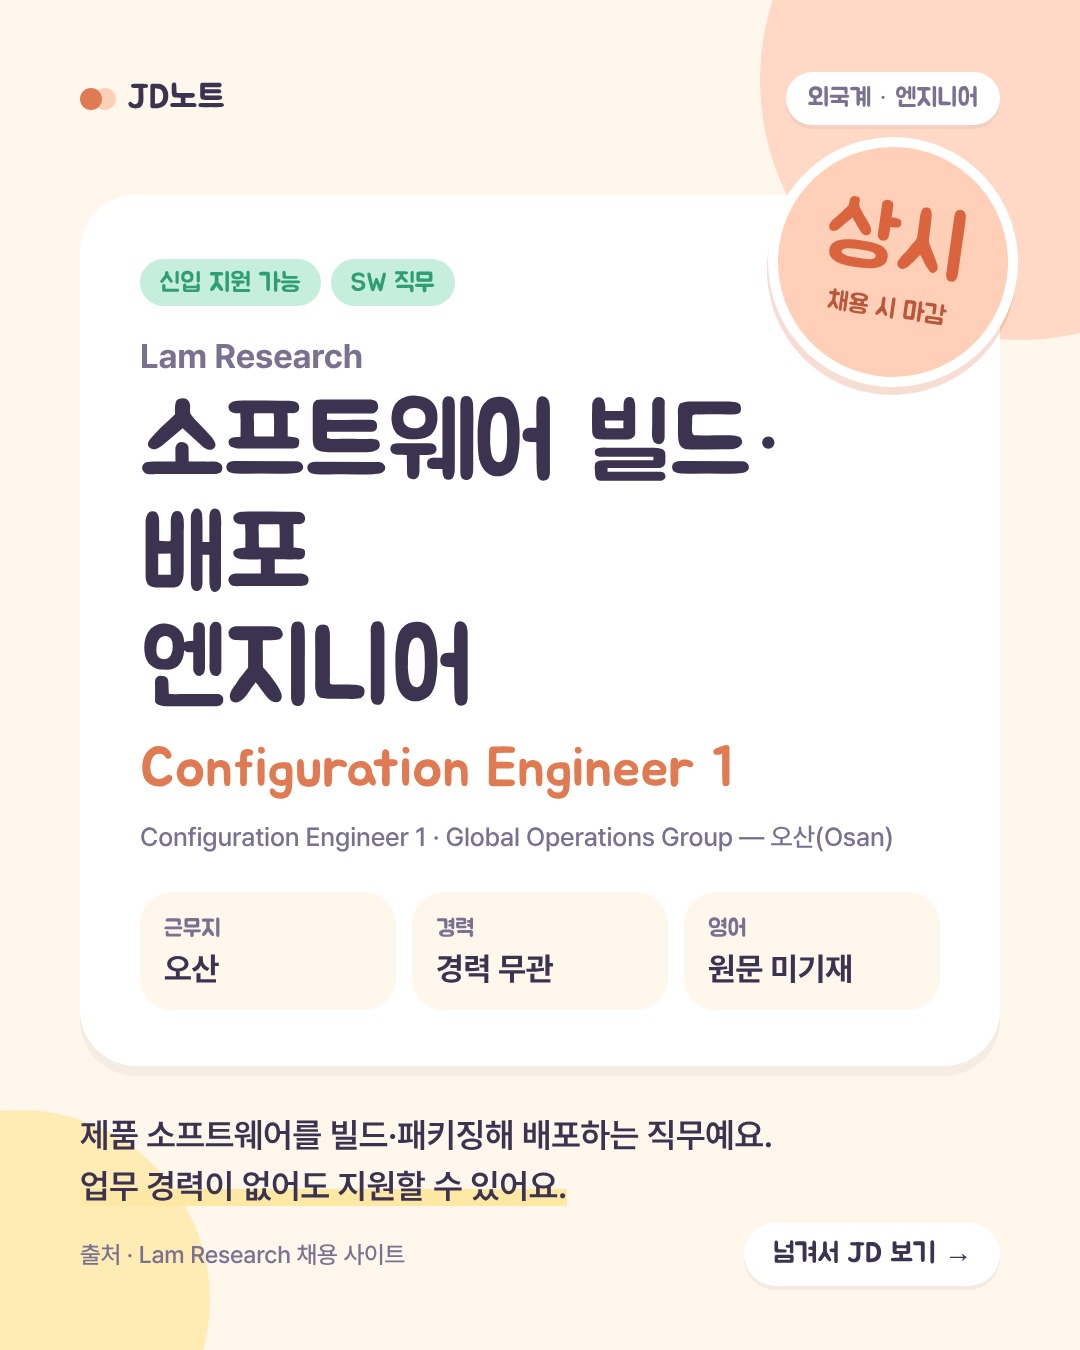 JD노트
외국계 · 엔지니어
상시
채용 시 마감
신입 지원 가능
SW 직무
Lam Research
소프트웨어 빌드·
배포
엔지니어
Configuration Engineer 1
Configuration Engineer 1 · Global Operations Group — 오산(Osan)
근무지
오산
경력
경력 무관
영어
원문 미기재
제품 소프트웨어를 빌드·패키징해 배포하는 직무예요.
업무 경력이 없어도 지원할 수 있어요.
출처 · Lam Research 채용 사이트
넘겨서 JD 보기 →